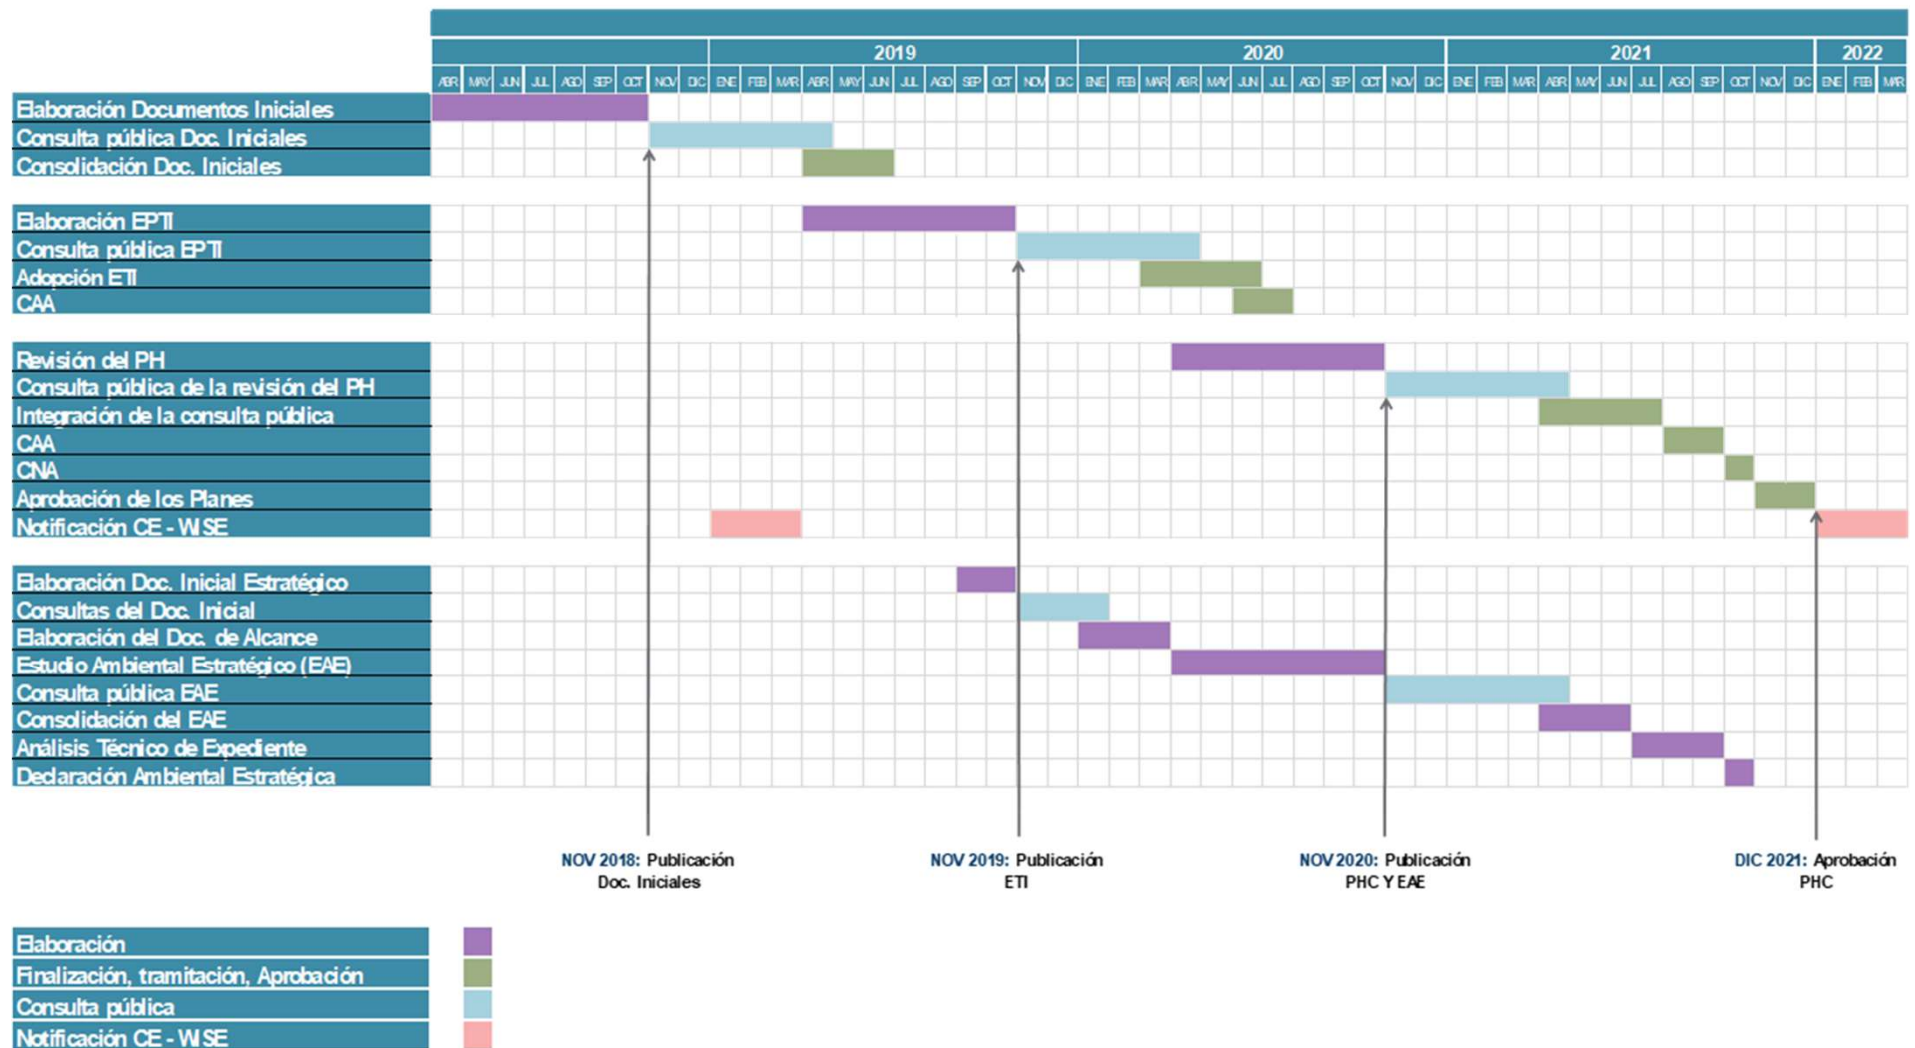 2019 2020 2021 2022
ABR MAY JUN JUL AGO SEP OCT NOV DIC ENE FEB MAR ABR MAY JUN JUL AGO SEP OCT NOV DIC ENE FEB MAR ABR MAY JUN JUL AGO SEP OCT NOV DIC ENE FEB MAR ABR MAY JUN JUL AGO SEP OCT NOV DIC ENE FEB MAR
Elaboración Documentos Iniciales
Consulta pública Doc. Iniciales
Consolidación Doc. Iniciales
Elaboración EPTI
Consulta pública EPTI
Adopción ETI
CAA
Revisión del PH
Consulta pública de la revisión del PH
Integración de la consulta pública
CAA
CNA
Aprobación de los Planes
Notificación CE - WISE
Elaboración Doc. Inicial Estratégico
Consultas del Doc. Inicial
Elaboración del Doc. de Alcance
Estudio Ambiental Estratégico (EAE)
Consulta pública EAE
Consolidación del EAE
Análisis Técnico de Expediente
Declaración Ambiental Estratégica
NOV 2018: Publicación
Doc. Iniciales
NOV 2019: Publicación
ETI
NOV 2020: Publicación
PHC Y EAE
DIC 2021: Aprobación
PHC
Elaboración
Finalización, tramitación, Aprobación
Consulta pública
Notificación CE - WISE